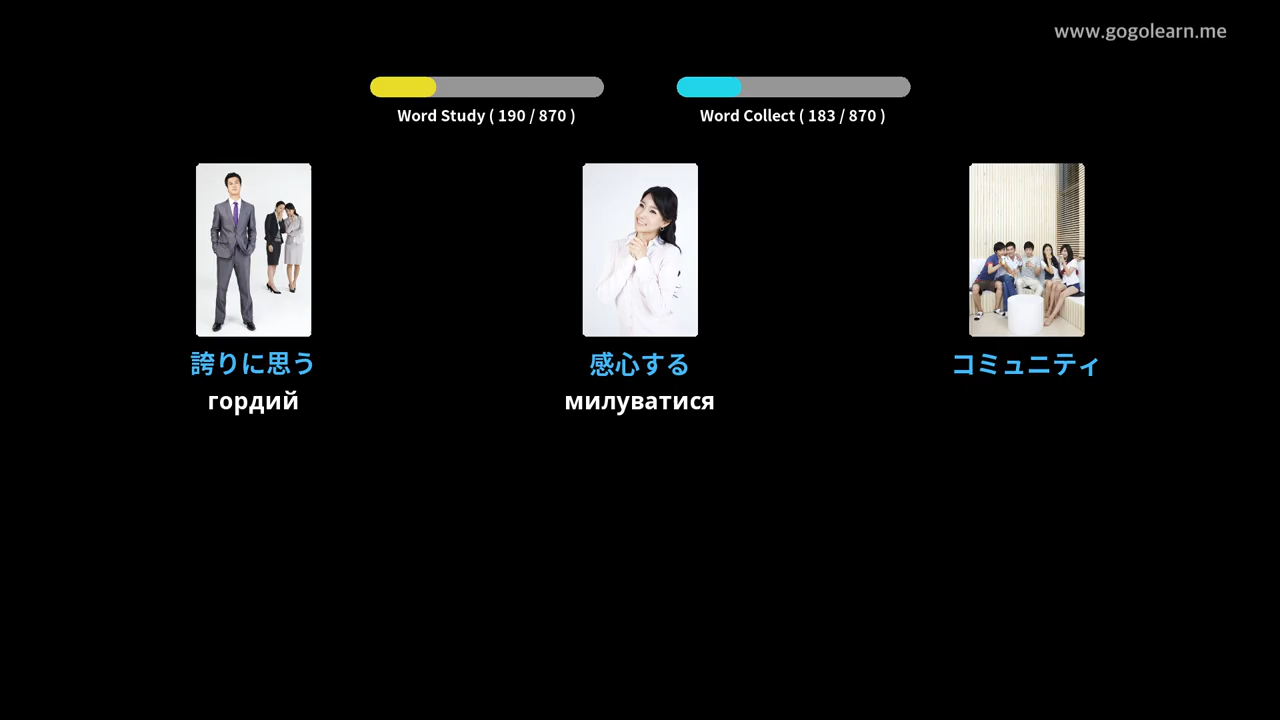 www.gogolearn.me
Word Study ( 190 / 870 )
Word Collect ( 183 / 870 )
誇りに思う
гордий
感心する
милуватися
コミュニティ